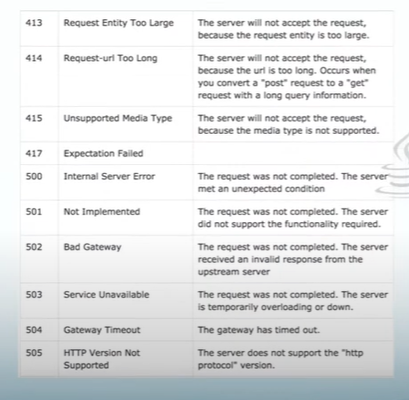 413 Request Entity Too Large The server will not accept the request,
because the request entity is too large.
414 Request-url Too Long The server will not accept the request,
because the url is too long. Occurs when
you convert a "post" request to a "get"
request with a long query information.
415 Unsupported Media Type The server will not accept the request,
because the media type is not supported.
417 Expectation Failed
500 Internal Server Error The request was not completed. The server
met an unexpected condition
501 Not Implemented The request was not completed. The server
did not support the functionality required.
502 Bad Gateway The request was not completed. The server
received an invalid response from the
upstream server
503 Service Unavailable The request was not completed. The server
is temporarily overloading or down.
504 Gateway Timeout The gateway has timed out.
505 HTTP Version Not The server does not support the "http
Supported protocol" version.